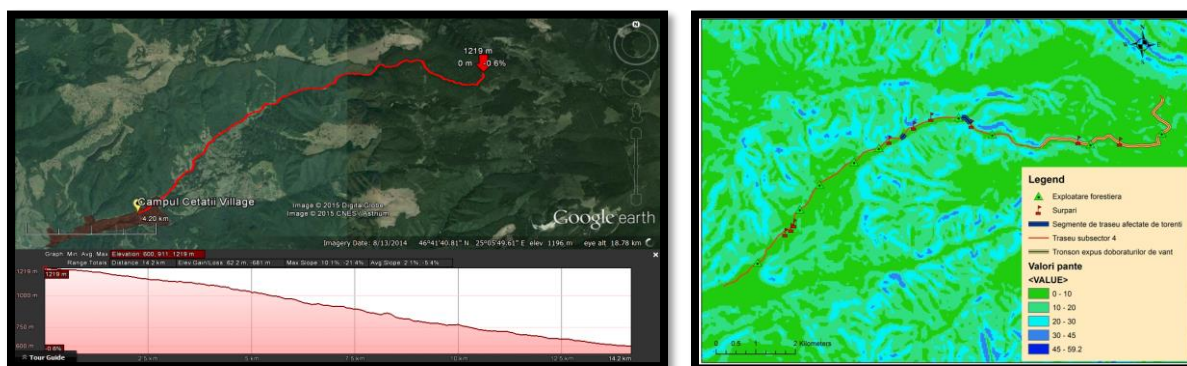 N
1219 m
0 m -0.6%
Campul Cetatii Village
4.20 km
Image © 2015 DigitalGlobe
Image © 2015 CNES / Astrium
Google earth
Imagery Date: 8/13/2014 46°41'40.81" N 25°05'49.61" E elev 1196 m eye alt 18.78 km
Graph: Min, Avg, Max Elevation: 600, 911, 1219 m
Range Totals: Distance: 14.2 km Elev Gain/Loss: 62.2 m, -681 m Max Slope: 10.1%, -21.4% Avg Slope: 2.1%, -5.4%
1219 m
1219 m
1000 m
750 m
600 m
-0.6%
2.5 km
5 km
7.5 km
10 km
12.5 km
14.2 km
Tour Guide
Legend
Exploatare forestiera
Surpari
Segmente de traseu afectate de torenti
Traseu subsector 4
Tronson expus doboraturilor de vant
Valori pante
<VALUE>
0 - 10
10 - 20
20 - 30
30 - 45
45 - 59.2
0 0,5 1 2 Kilometers